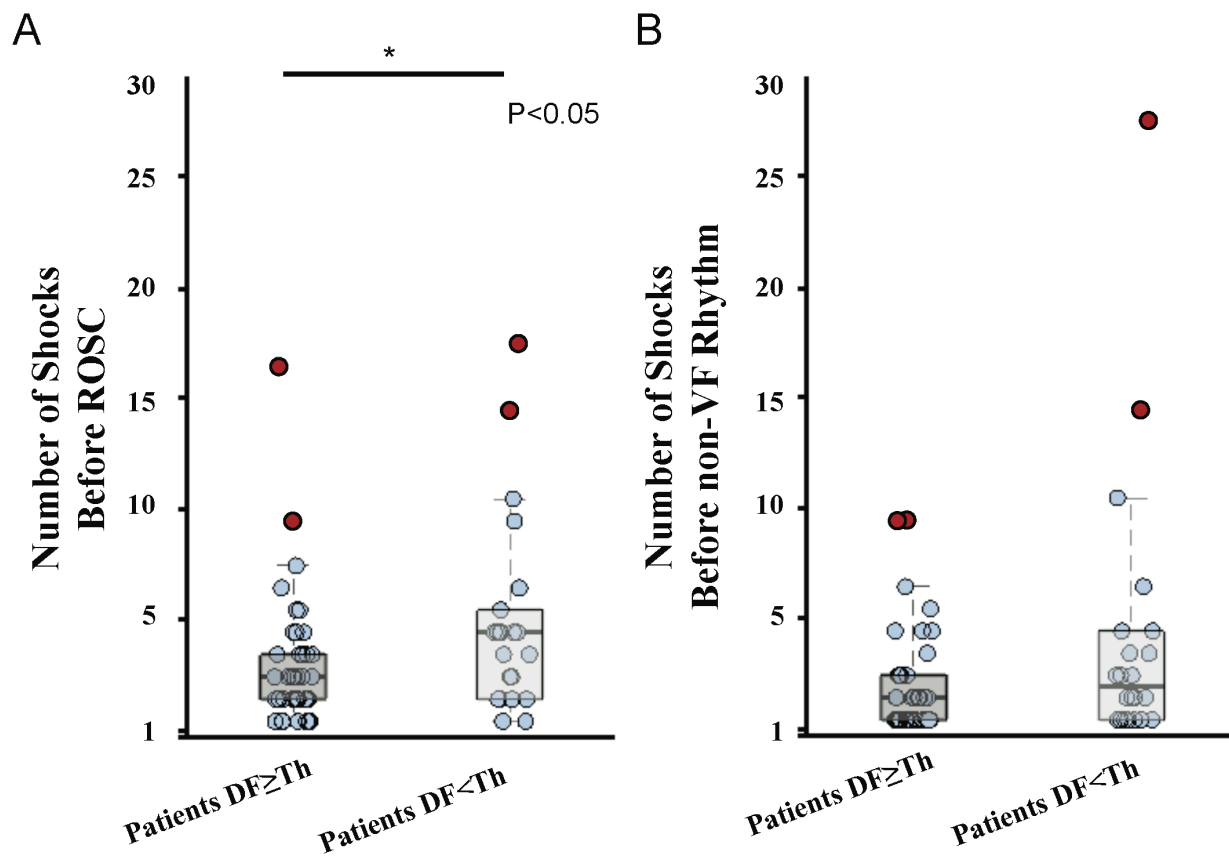 A
*
P<0.05
30
25
20
15
10
5
1
Number of Shocks
Before ROSC
Patients DF≥Th
Patients DF<Th
B
30
25
20
15
10
5
1
Number of Shocks
Before non-VF Rhythm
Patients DF≥Th
Patients DF<Th